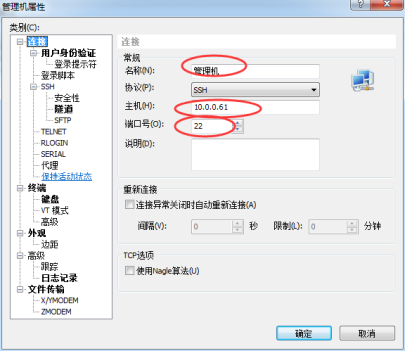 管理机属性
类别(C):
连接
用户身份验证
登录提示符
登录脚本
SSH
安全性
隧道
SFTP
TELNET
RLOGIN
SERIAL
代理
保持活动状态
终端
键盘
VT 模式
高级
外观
边距
高级
跟踪
日志记录
文件传输
X/YMODEM
ZMODEM
连接
常规
名称(N): 管理机
协议(P): SSH
主机(H): 10.0.0.61
端口号(O): 22
说明(D):
重新连接
连接异常关闭时自动重新连接(A)
间隔(V): 0 秒 限制(L): 0 分钟
TCP选项
使用Nagle算法(U)
确定 取消